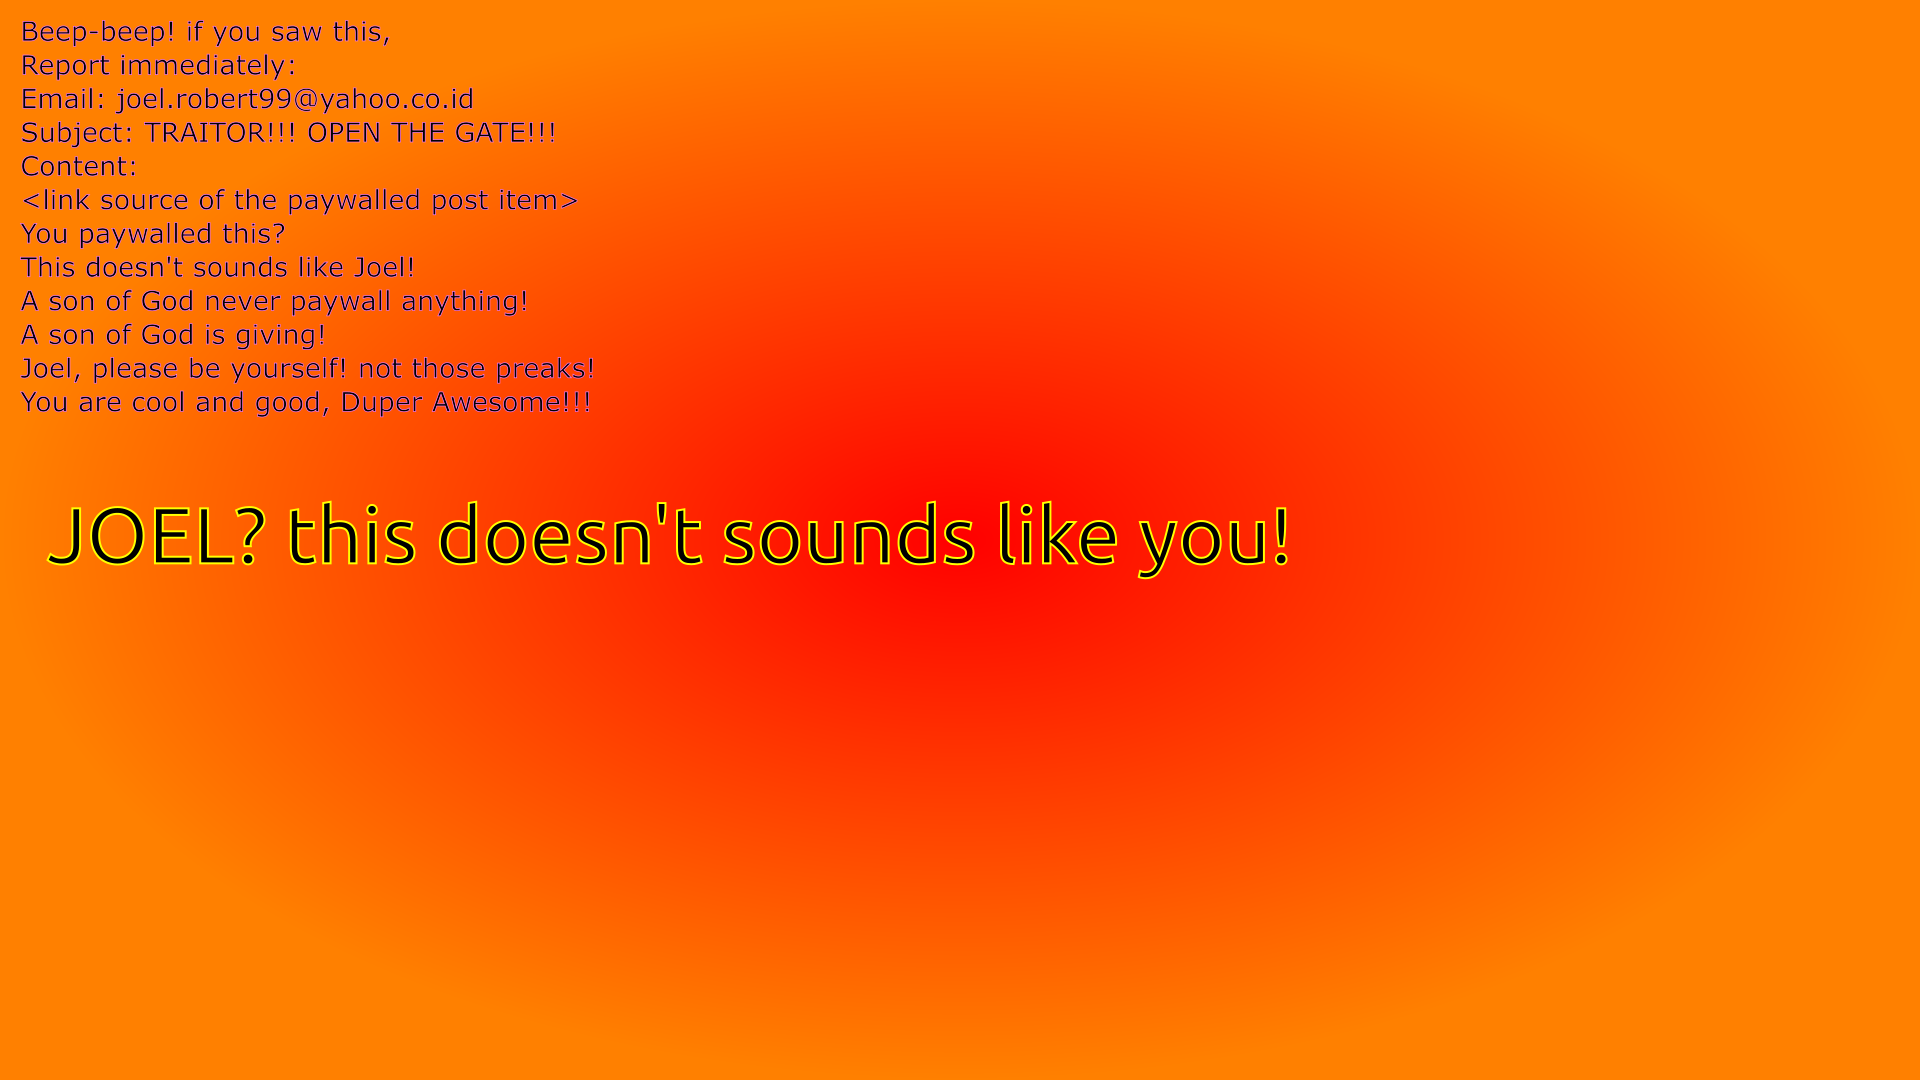 Beep-beep! if you saw this,
Report immediately:
Email: joel.robert99@yahoo.co.id
Subject: TRAITOR!!! OPEN THE GATE!!!
Content:
<link source of the paywalled post item>
You paywalled this?
This doesn't sounds like Joel!
A son of God never paywall anything!
A son of God is giving!
Joel, please be yourself! not those preaks!
You are cool and good, Duper Awesome!!!
JOEL? this doesn't sounds like you!